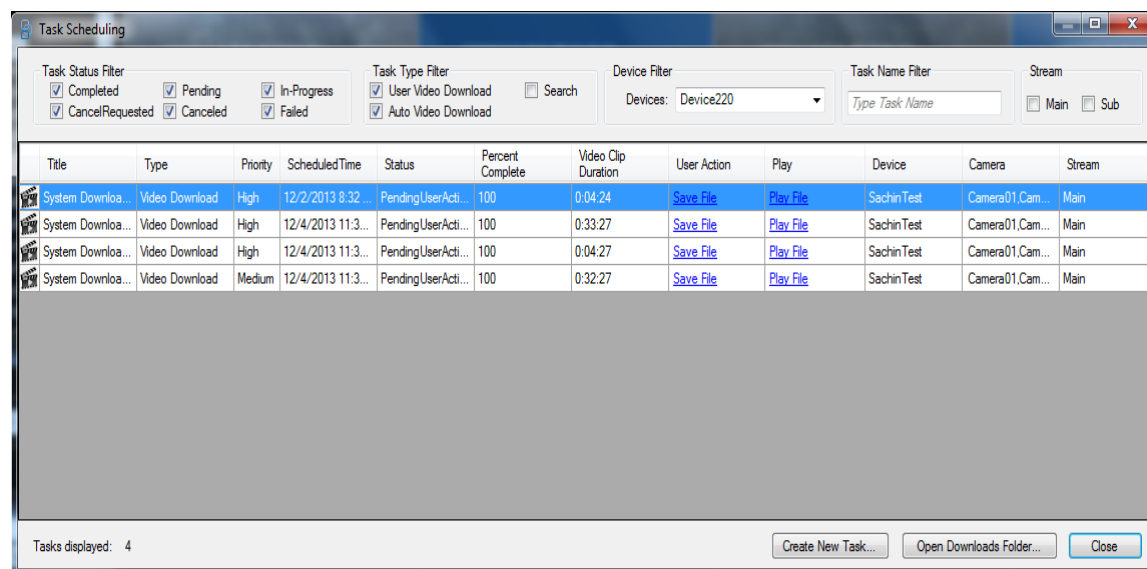 Task Scheduling
Task Status Filter Task Type Filter Device Filter Task Name Filter Stream
Completed Pending In-Progress User Video Download Search Devices: Device220 Type Task Name Main Sub
CancelRequested Canceled Failed Auto Video Download
Title Type Priority ScheduledTime Status Percent Complete Video Clip Duration User Action Play Device Camera Stream
System Downloa... Video Download High 12/2/2013 8:32 ... PendingUserActi... 100 0:04:24 Save File Play File SachinTest Camera01,Cam... Main
System Downloa... Video Download High 12/4/2013 11:3... PendingUserActi... 100 0:33:27 Save File Play File SachinTest Camera01,Cam... Main
System Downloa... Video Download High 12/4/2013 11:3... PendingUserActi... 100 0:04:27 Save File Play File SachinTest Camera01,Cam... Main
System Downloa... Video Download Medium 12/4/2013 11:3... PendingUserActi... 100 0:32:27 Save File Play File SachinTest Camera01,Cam... Main
Tasks displayed: 4 Create New Task... Open Downloads Folder... Close